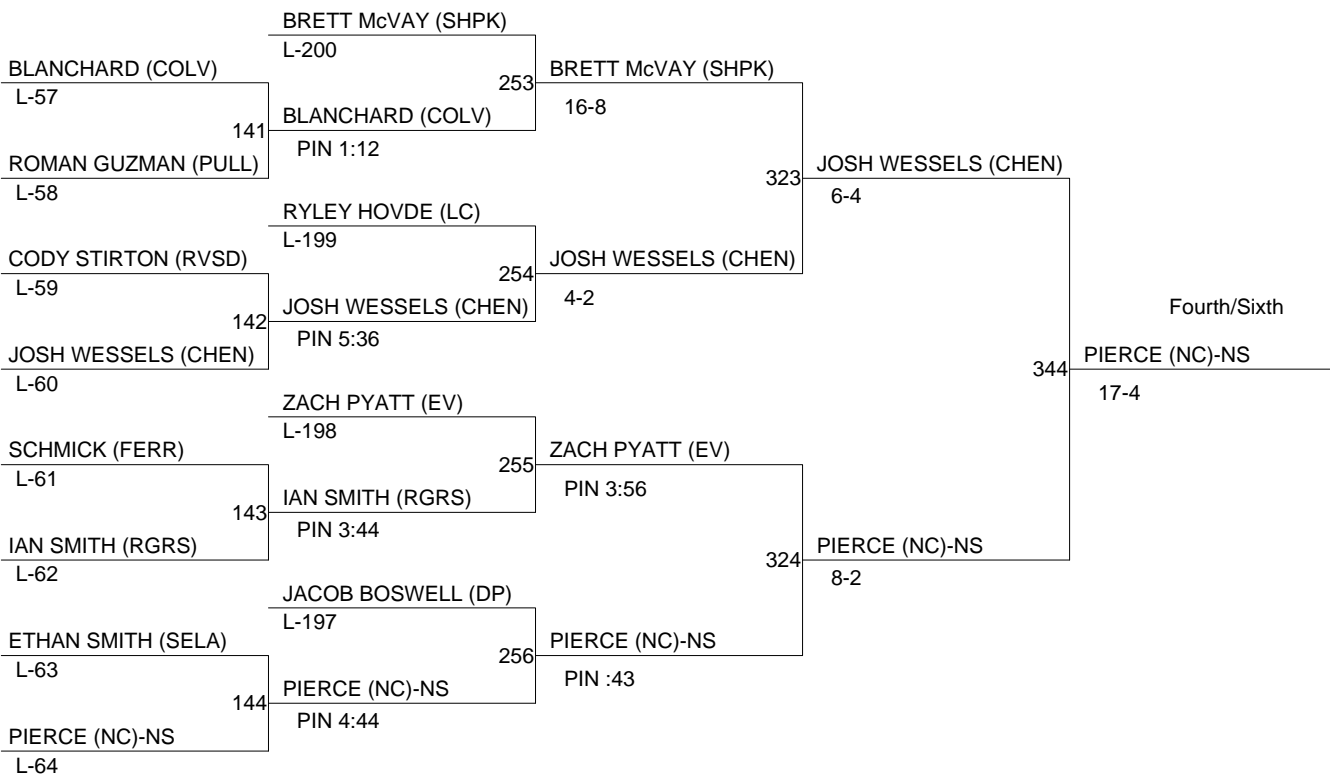 BRETT McVAY (SHPK)
L-200
BLANCHARD (COLV)
L-57
253
BRETT McVAY (SHPK)
16-8
141
BLANCHARD (COLV)
PIN 1:12
ROMAN GUZMAN (PULL)
L-58
323
JOSH WESSELS (CHEN)
6-4
RYLEY HOVDE (LC)
L-199
CODY STIRTON (RVSD)
L-59
254
JOSH WESSELS (CHEN)
4-2
142
JOSH WESSELS (CHEN)
PIN 5:36
Fourth/Sixth
JOSH WESSELS (CHEN)
L-60
344
PIERCE (NC)-NS
17-4
ZACH PYATT (EV)
L-198
SCHMICK (FERR)
L-61
255
ZACH PYATT (EV)
PIN 3:56
143
IAN SMITH (RGRS)
PIN 3:44
IAN SMITH (RGRS)
L-62
324
PIERCE (NC)-NS
8-2
JACOB BOSWELL (DP)
L-197
ETHAN SMITH (SELA)
L-63
256
PIERCE (NC)-NS
PIN :43
144
PIERCE (NC)-NS
PIN 4:44
PIERCE (NC)-NS
L-64